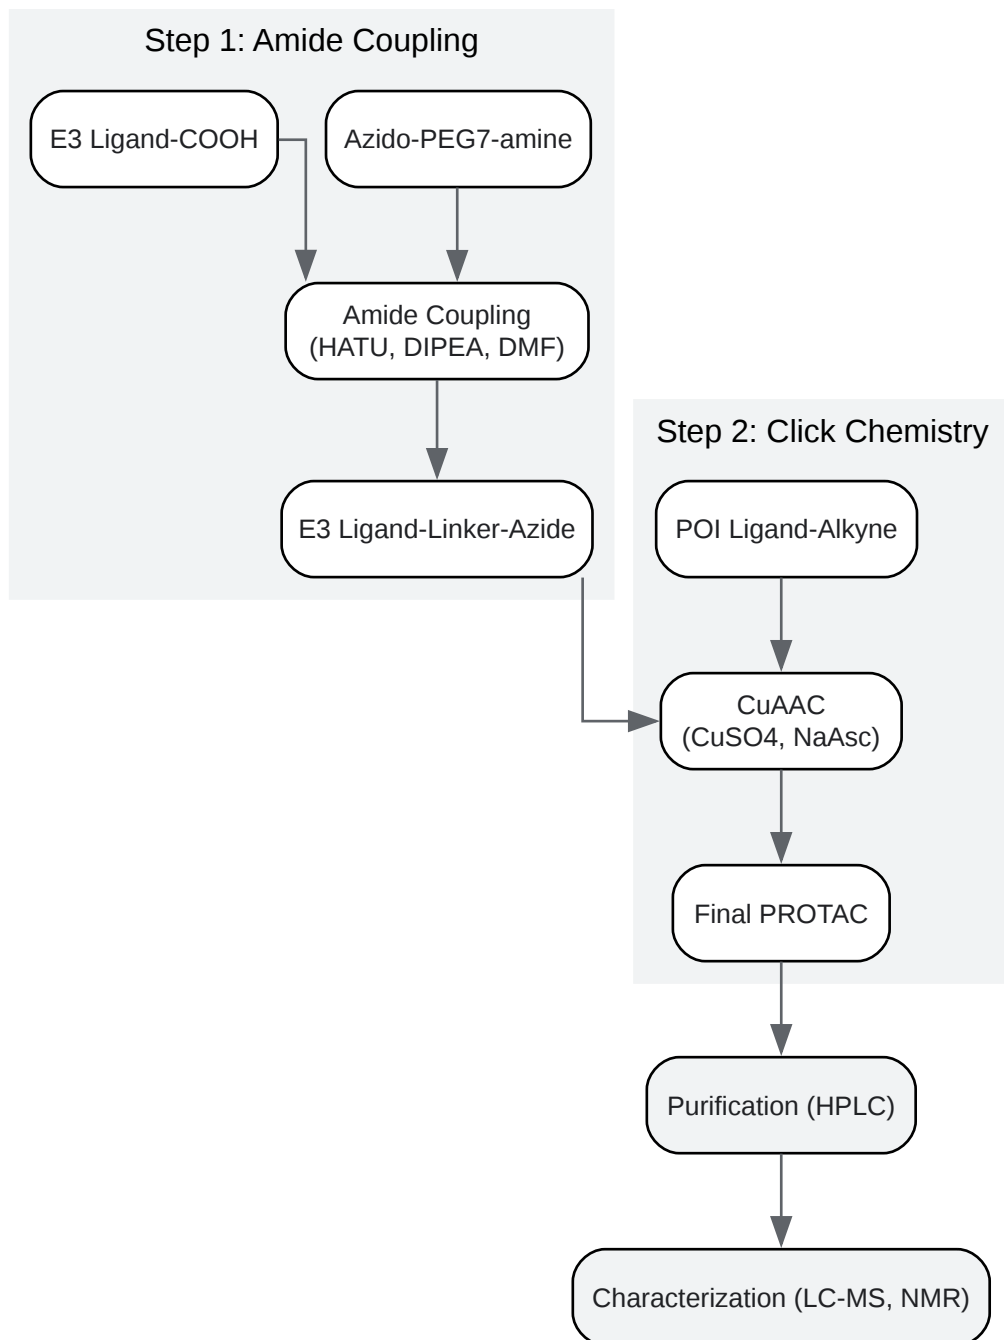 Step 1: Amide Coupling
E3 Ligand-COOH
Azido-PEG7-amine
Amide Coupling
(HATU, DIPEA, DMF)
E3 Ligand-Linker-Azide
Step 2: Click Chemistry
POI Ligand-Alkyne
CuAAC
(CuSO4, NaAsc)
Final PROTAC
Purification (HPLC)
Characterization (LC-MS, NMR)